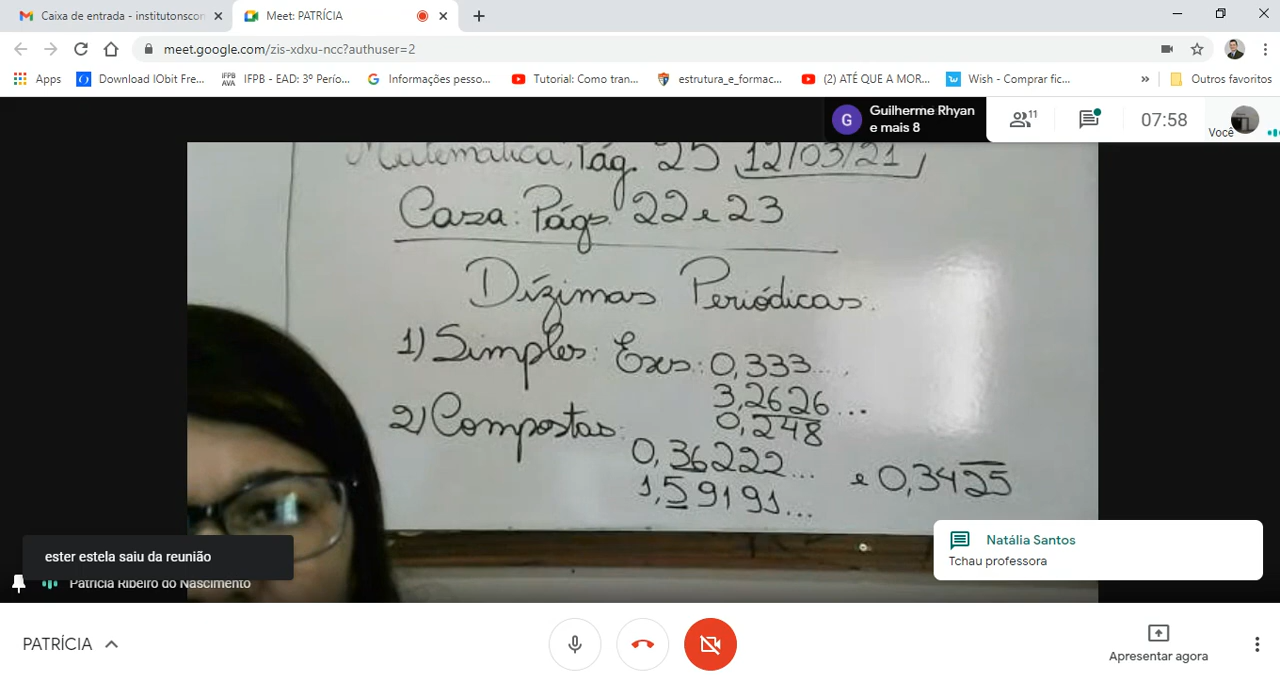 Caixa de entrada - institutonscor
Meet: PATRÍCIA
meet.google.com/zis-xdxu-ncc?authuser=2
Apps Download IObit Fre... IFPB AVA IFPB - EAD: 3º Perío... Informações pesso... Tutorial: Como tran... estrutura_e_formac... (2) ATÉ QUE A MOR... Wish - Comprar fic... » Outros favoritos
G Guilherme Rhyan
e mais 8
11
07:58
Você
Matemática, Pág. 25 12/03/21
Casa: Págs. 22 e 23
Dízimas Periódicas:
1) Simples: Exs: 0,333...
3,2626...
0,248
2) Compostas:
0,36222... e 0,3425
1,59191...
ester estela saiu da reunião
Patrícia Ribeiro do Nascimento
Natália Santos
Tchau professora
PATRÍCIA
Apresentar agora